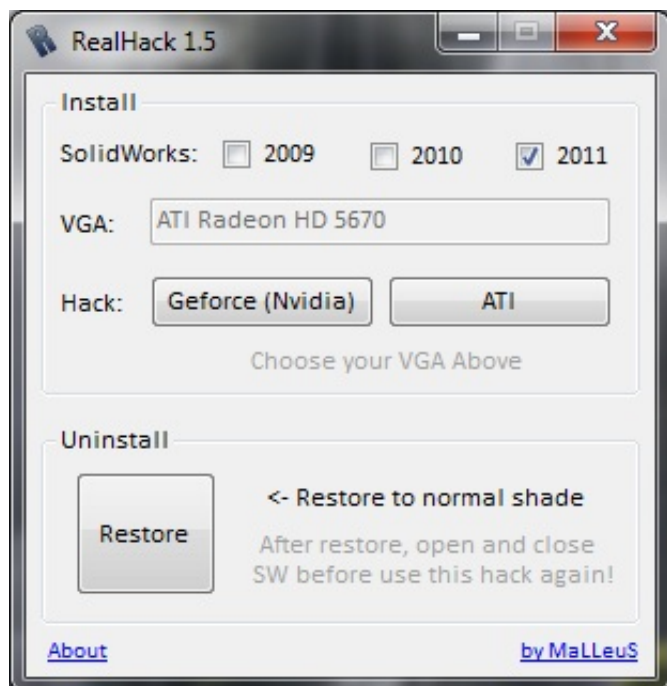 RealHack 1.5
Install
SolidWorks: 2009 2010 2011
VGA: ATI Radeon HD 5670
Hack: Geforce (Nvidia) ATI
Choose your VGA Above
Uninstall
Restore
<- Restore to normal shade
After restore, open and close
SW before use this hack again!
About by MaLLeuS